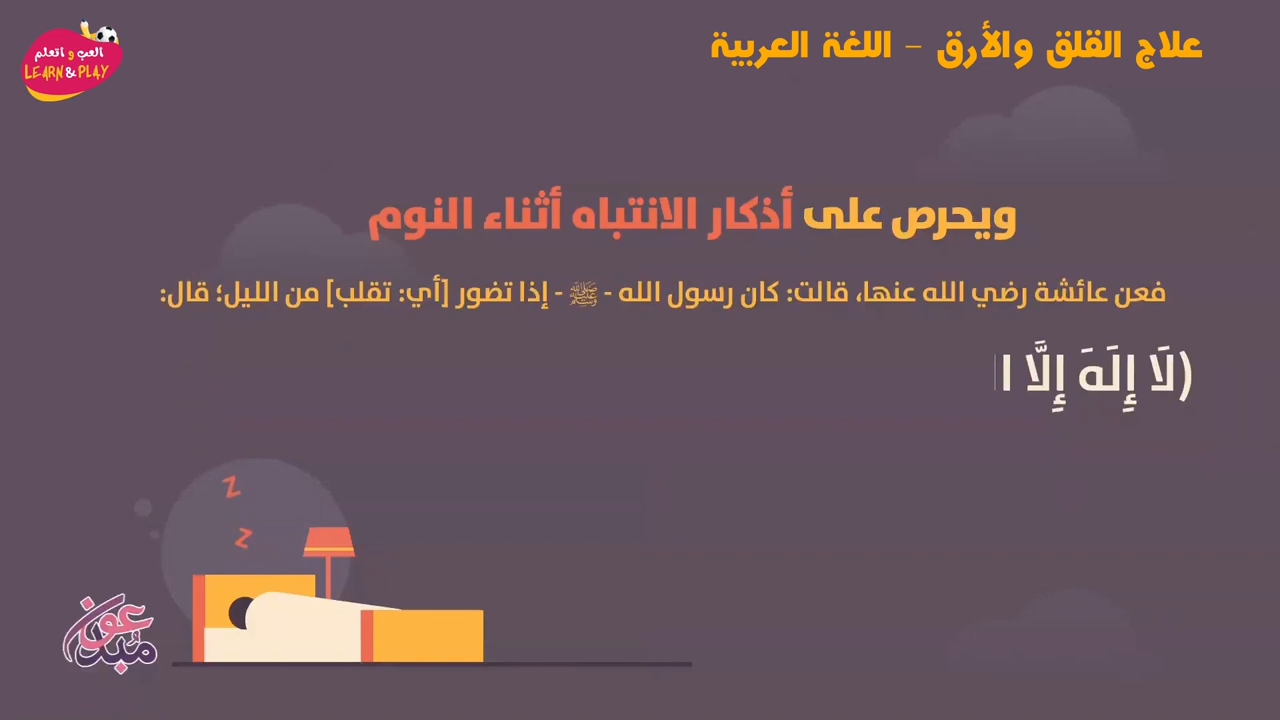 علاج القلق والأرق – اللغة العربية
العب و اتعلم
LEARN & PLAY
ويحرص على أذكار الانتباه أثناء النوم
فعن عائشة رضي الله عنها، قالت: كان رسول الله - ﷺ - إذا تضور [أي: تقلب] من الليل؛ قال:
(لَا إِلَهَ إِلَّا ا
Z
Z
مبدعون